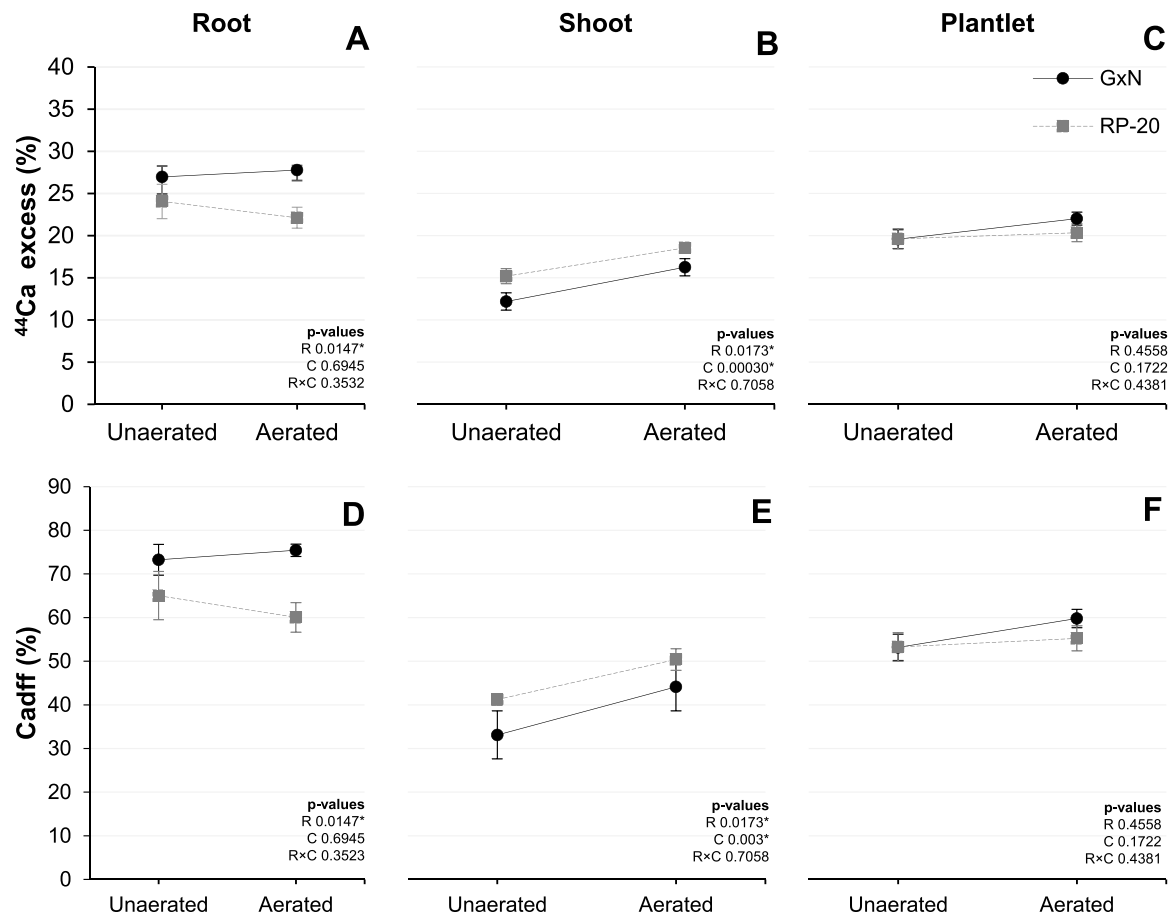 Root
Shoot
Plantlet
A
B
C
GxN
RP-20
44Ca excess (%)
40
35
30
25
20
15
10
5
0
p-values
R 0.0147*
C 0.6945
R×C 0.3532
p-values
R 0.0173*
C 0.00030*
R×C 0.7058
p-values
R 0.4558
C 0.1722
R×C 0.4381
Unaerated Aerated
Unaerated Aerated
Unaerated Aerated
D
E
F
Cadff (%)
90
80
70
60
50
40
30
20
10
0
p-values
R 0.0147*
C 0.6945
R×C 0.3523
p-values
R 0.0173*
C 0.003*
R×C 0.7058
p-values
R 0.4558
C 0.1722
R×C 0.4381
Unaerated Aerated
Unaerated Aerated
Unaerated Aerated